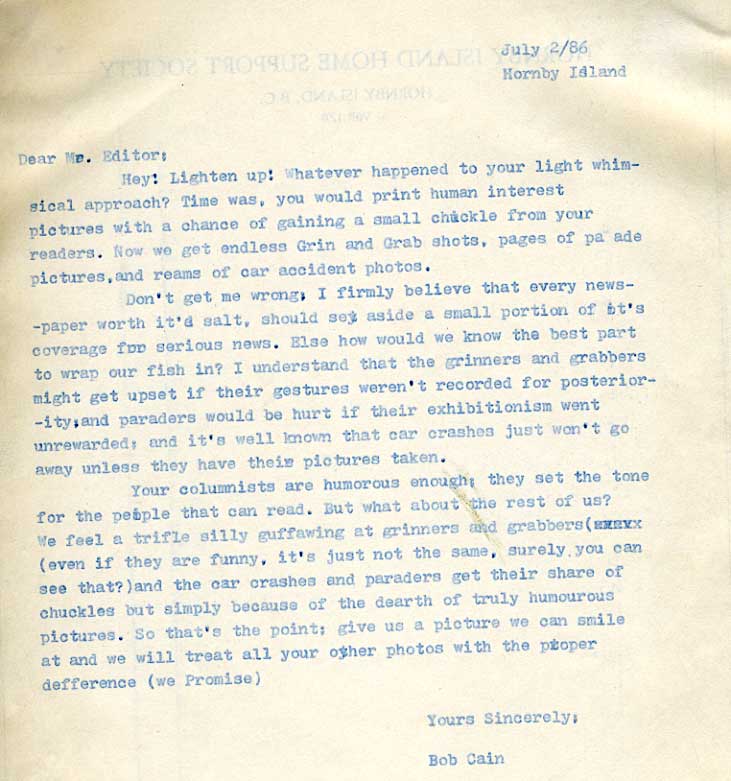 July 2/86
HORNBY ISLAND HOME SUPPORT SOCIETY
Hornby Island
HORNBY ISLAND, B.C.
Dear Mr. Editor;
Hey! Lighten up! Whatever happened to your light whim-
sical approach? Time was, you would print human interest
pictures with a chance of gaining a small chuckle from your
readers. Now we get endless Grin and Grab shots, pages of pa ade
pictures,and reams of car accident photos.
Don't get me wrong; I firmly believe that every news-
-paper worth it'd salt, should set aside a small portion of it's
coverage for serious news. Else how would we know the best part
to wrap our fish in? I understand that the grinners and grabbers
might get upset if their gestures weren't recorded for posterior-
-ity;and paraders would be hurt if their exhibitionism went
unrewarded; and it's well known that car crashes just won't go
away unless they have their pictures taken.
Your columnists are humorous enough; they set the tone
for the people that can read. But what about the rest of us?
We feel a trifle silly guffawing at grinners and grabbers(
(even if they are funny, it's just not the same, surely you can
see that?)and the car crashes and paraders get their share of
chuckles but simply because of the dearth of truly humourous
pictures. So that's the point; give us a picture we can smile
at and we will treat all your other photos with the proper
defference (we Promise)
Yours Sincerely;
Bob Cain